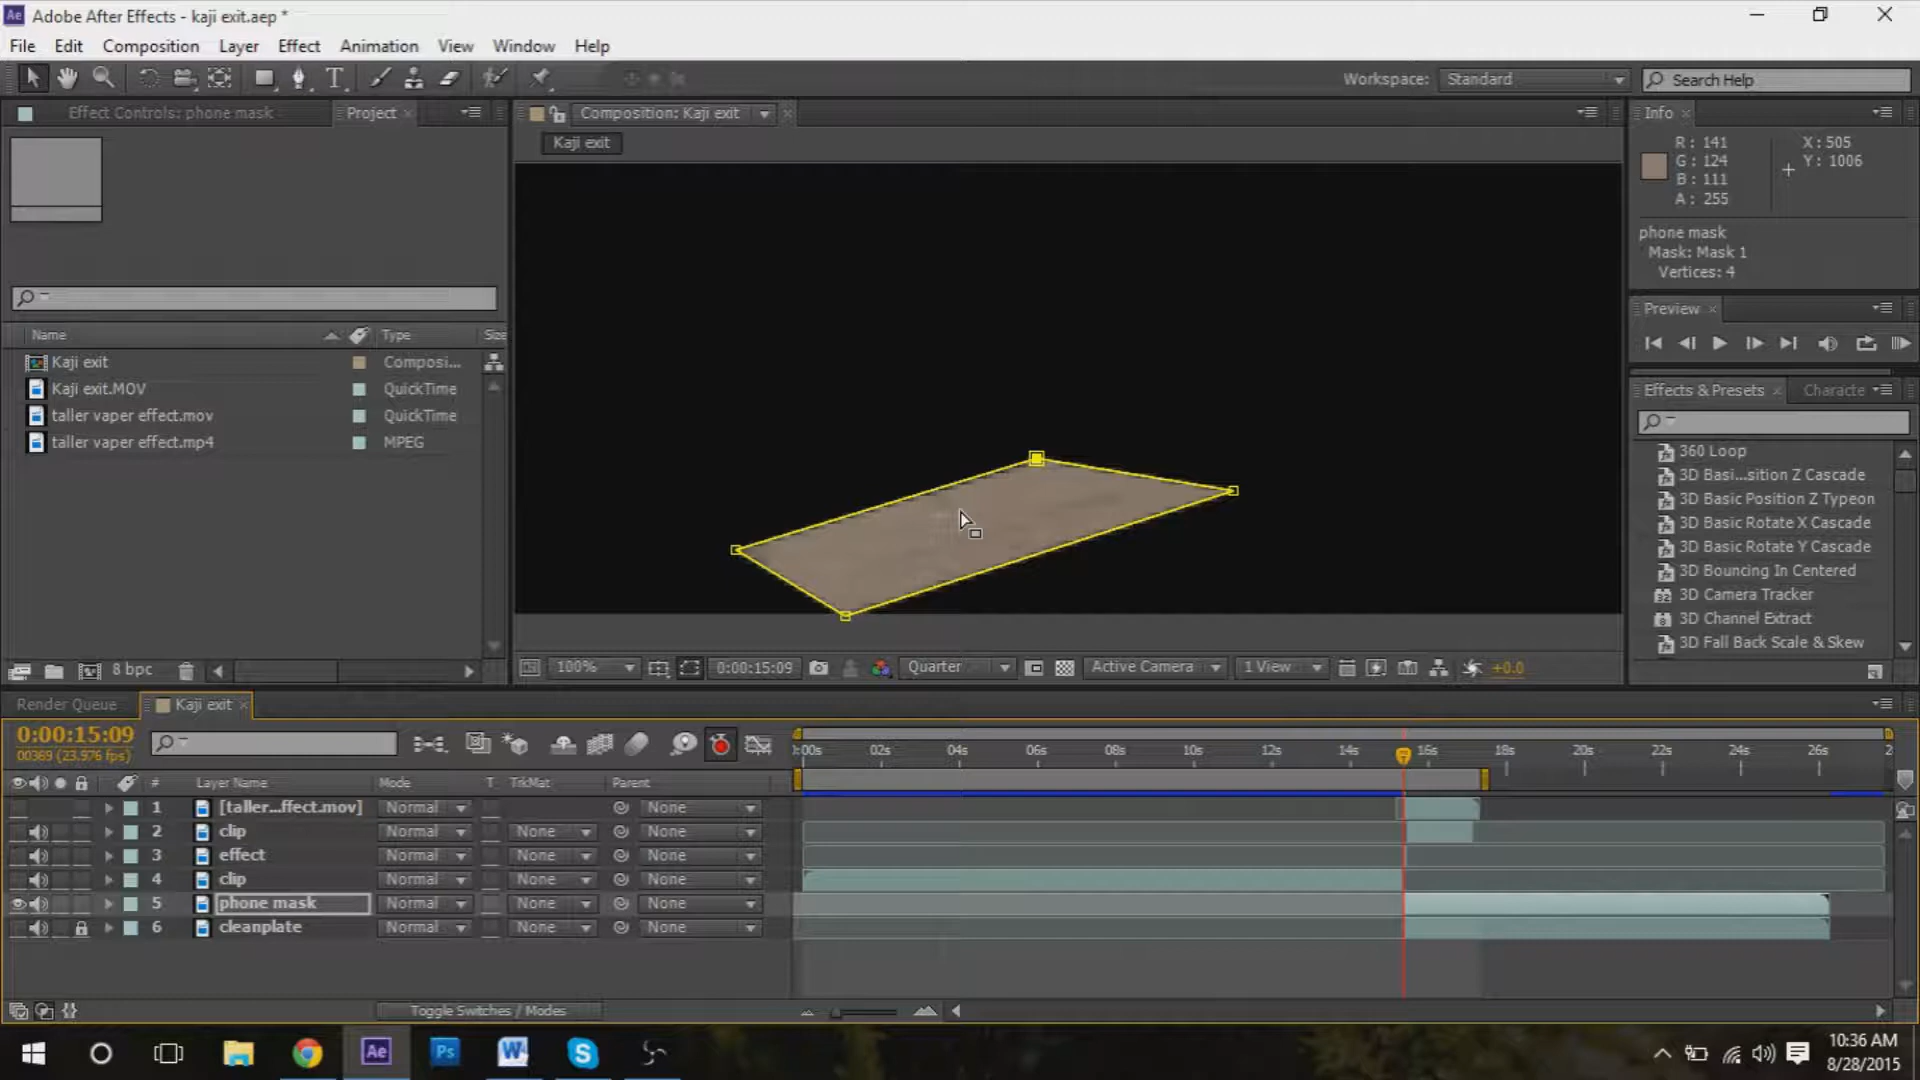 Ae Adobe After Effects - kaji exit.aep *
File Edit Composition Layer Effect Animation View Window Help
T Workspace: Standard Search Help
Effect Controls: phone mask Project
Composition: Kaji exit
Kaji exit
Info
R: 141 X: 505
G: 124 Y: 1006
B: 111
A: 255
phone mask
Mask: Mask 1
Vertices: 4
Preview
Name Type Size
Kaji exit Composi...
Kaji exit.MOV QuickTime
taller vaper effect.mov QuickTime
taller vaper effect.mp4 MPEG
8 bpc
Effects & Presets Characte
360 Loop
3D Basi...sition Z Cascade
3D Basic Position Z Typeon
3D Basic Rotate X Cascade
3D Basic Rotate Y Cascade
3D Bouncing In Centered
3D Camera Tracker
3D Channel Extract
3D Fall Back Scale & Skew
100% 0:00:15:09 Quarter Active Camera 1 View +0.0
Render Queue Kaji exit
0:00:15:09
00369 (23.976 fps)
:00s 02s 04s 06s 08s 10s 12s 14s 16s 18s 20s 22s 24s 26s 2
# Layer Name Mode T TrkMat Parent
1 [taller...ffect.mov] Normal None
2 clip Normal None None
3 effect Normal None None
4 clip Normal None None
5 phone mask Normal None None
6 cleanplate Normal None None
Toggle Switches / Modes
Ae Ps W S
10:36 AM
8/28/2015